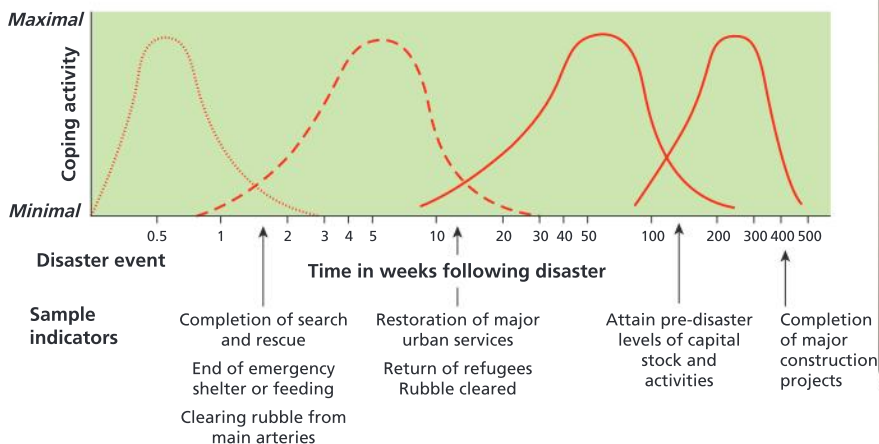 Maximal
Coping activity
Minimal
0.5 1 2 3 4 5 10 20 30 40 50 100 200 300 400 500
Disaster event
Time in weeks following disaster
Sample
indicators
Completion of search
and rescue
End of emergency
shelter or feeding
Clearing rubble from
main arteries
Restoration of major
urban services
Return of refugees
Rubble cleared
Attain pre-disaster
levels of capital
stock and
activities
Completion
of major
construction
projects